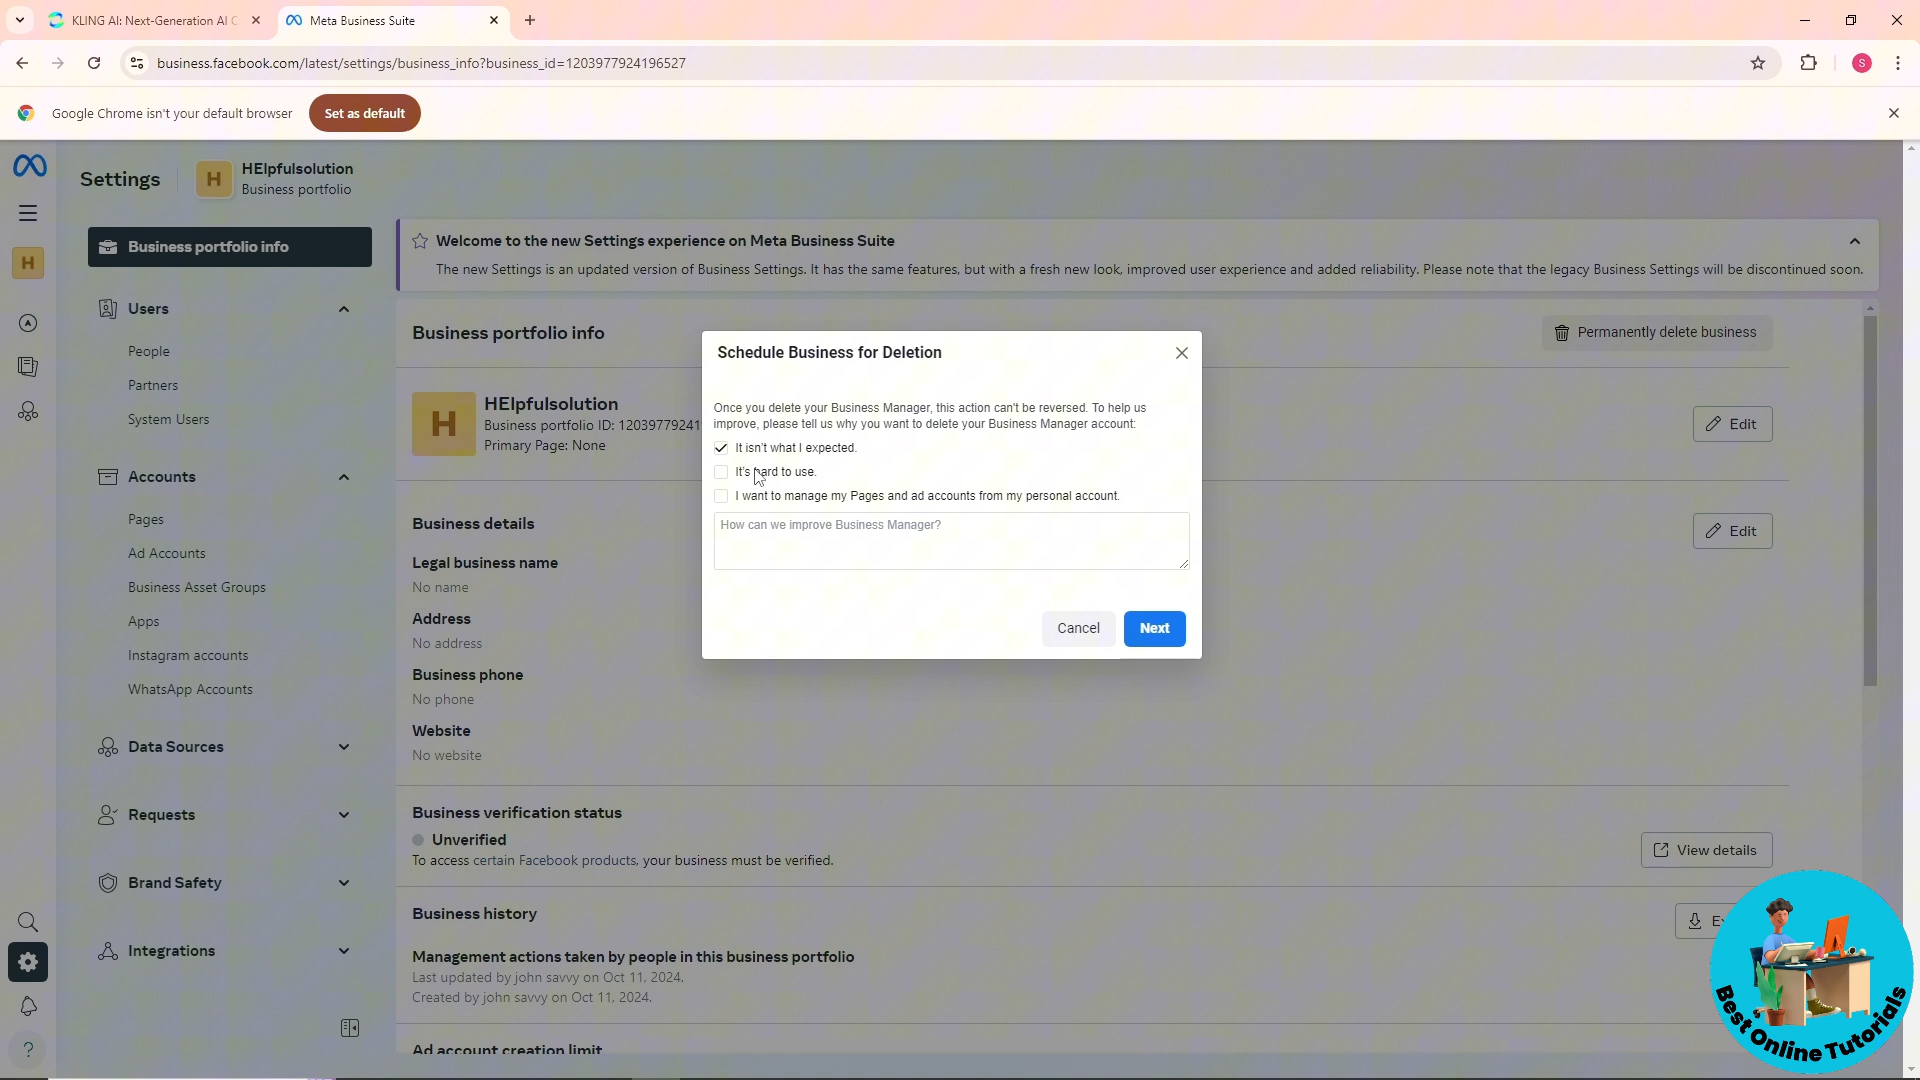 KLING AI: Next-Generation AI C
Meta Business Suite
business.facebook.com/latest/settings/business_info?business_id=1203977924196527
S
Google Chrome isn't your default browser
Set as default
Settings
H
HElpfulsolution
Business portfolio
Business portfolio info
H
Users
People
Partners
System Users
Accounts
Pages
Ad Accounts
Business Asset Groups
Apps
Instagram accounts
WhatsApp Accounts
Data Sources
Requests
Brand Safety
Integrations
Welcome to the new Settings experience on Meta Business Suite
The new Settings is an updated version of Business Settings. It has the same features, but with a fresh new look, improved user experience and added reliability. Please note that the legacy Business Settings will be discontinued soon.
Business portfolio info
Permanently delete business
H
HElpfulsolution
Business portfolio ID: 1203977941
Primary Page: None
Edit
Business details
Edit
Legal business name
No name
Address
No address
Business phone
No phone
Website
No website
Business verification status
Unverified
To access certain Facebook products, your business must be verified.
View details
Business history
Management actions taken by people in this business portfolio
Last updated by john savvy on Oct 11, 2024.
Created by john savvy on Oct 11, 2024.
Ad account creation limit
Schedule Business for Deletion
Once you delete your Business Manager, this action can't be reversed. To help us
improve, please tell us why you want to delete your Business Manager account:
It isn't what I expected.
It's hard to use.
I want to manage my Pages and ad accounts from my personal account.
How can we improve Business Manager?
Cancel
Next
Best Online Tutorials